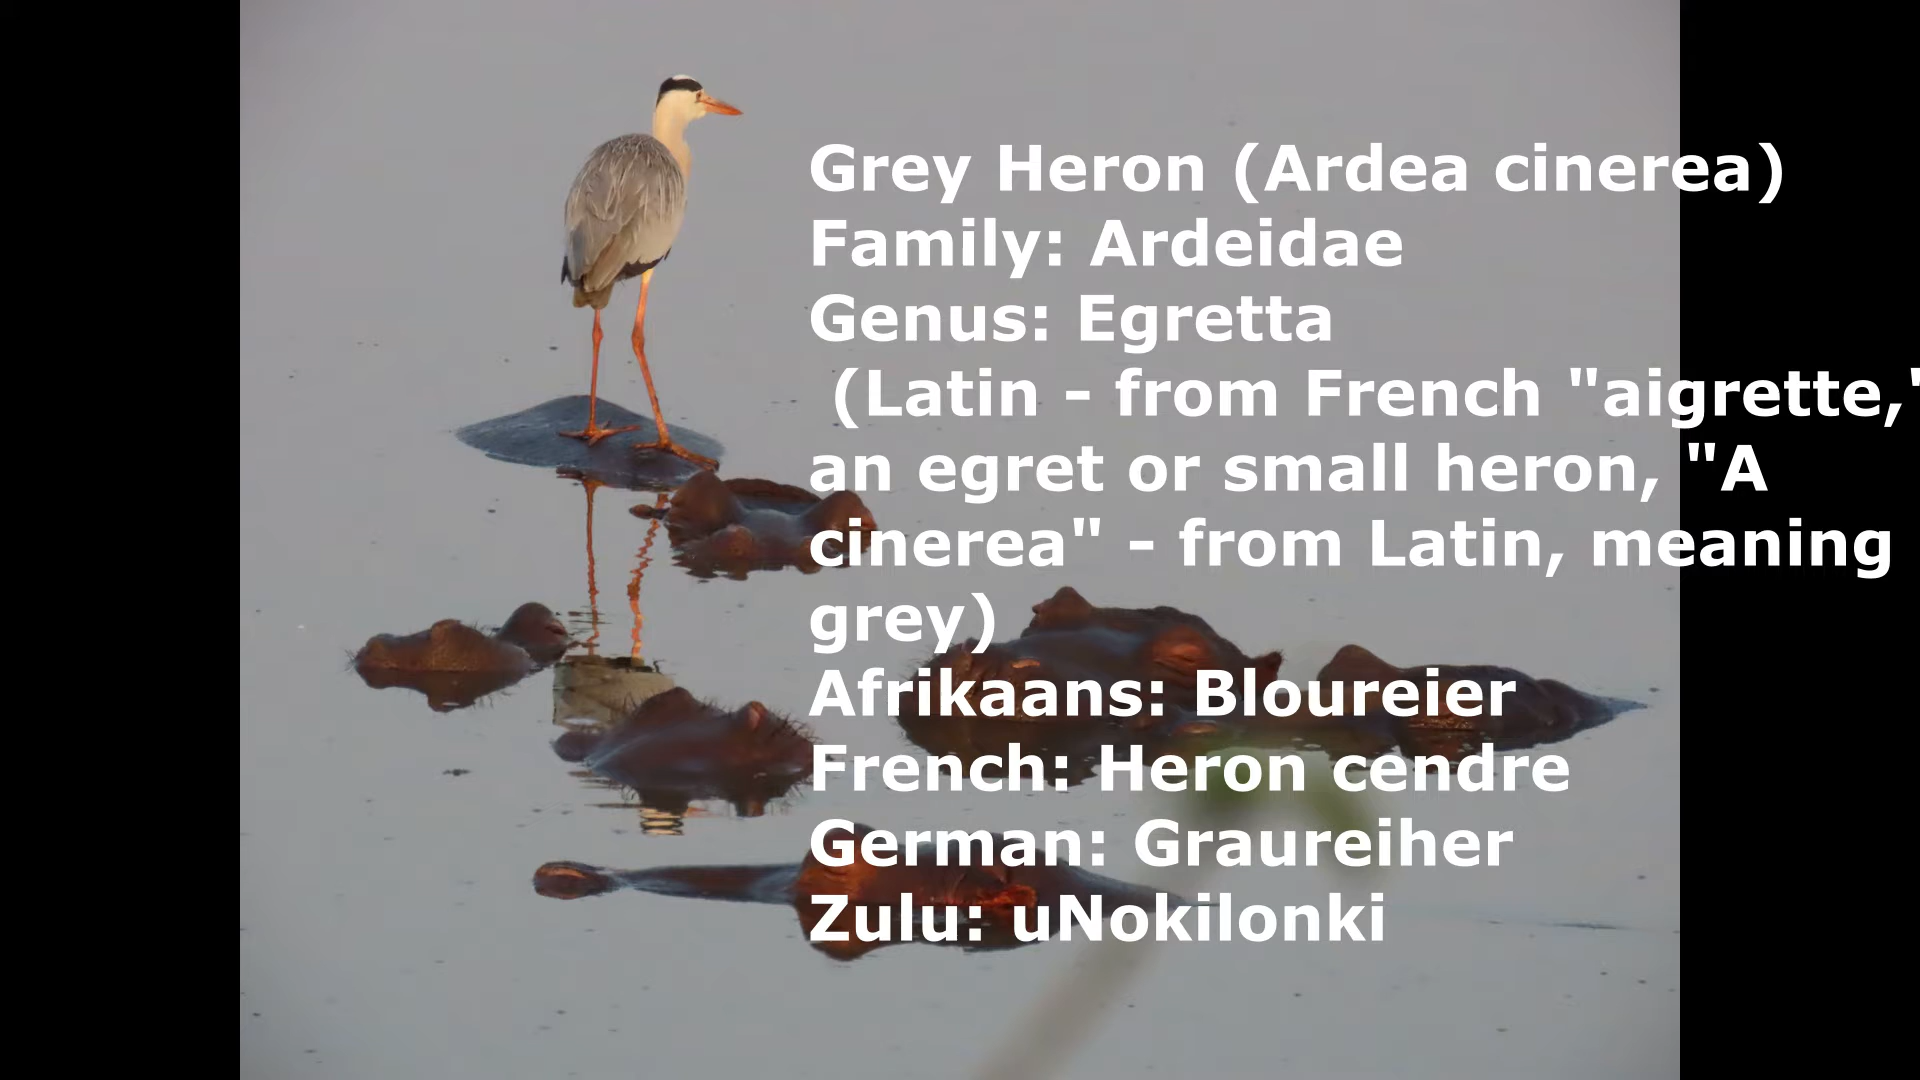 Grey Heron (Ardea cinerea)
Family: Ardeidae
Genus: Egretta
(Latin - from French "aigrette,"
an egret or small heron, "A
cinerea" - from Latin, meaning
grey)
Afrikaans: Bloureier
French: Heron cendre
German: Graureiher
Zulu: uNokilonki